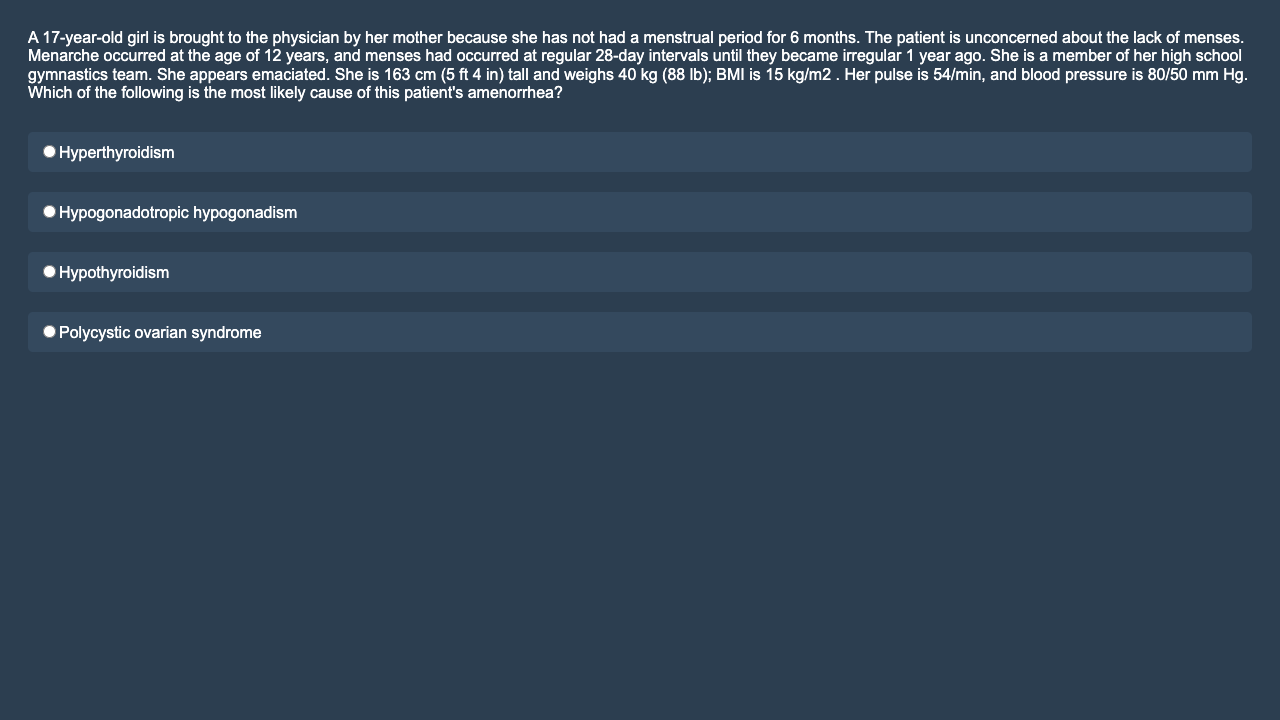 A 17-year-old girl is brought to the physician by her mother because she has not had a menstrual period for 6 months. The patient is unconcerned about the lack of menses.
Menarche occurred at the age of 12 years, and menses had occurred at regular 28-day intervals until they became irregular 1 year ago. She is a member of her high school
gymnastics team. She appears emaciated. She is 163 cm (5 ft 4 in) tall and weighs 40 kg (88 lb); BMI is 15 kg/m2 . Her pulse is 54/min, and blood pressure is 80/50 mm Hg.
Which of the following is the most likely cause of this patient's amenorrhea?
Hyperthyroidism
Hypogonadotropic hypogonadism
Hypothyroidism
Polycystic ovarian syndrome